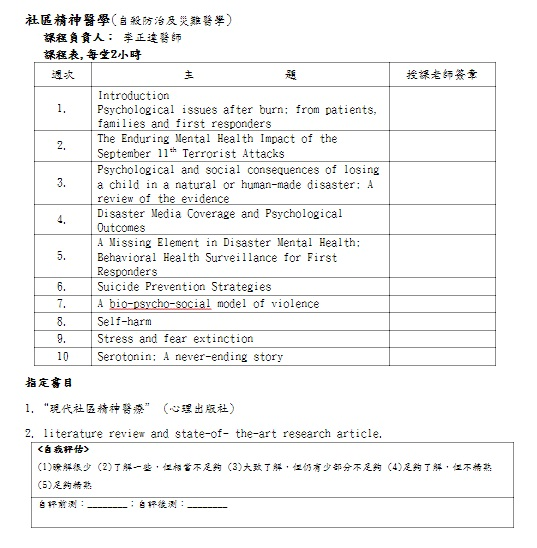 社區精神醫學(自殺防治及災難醫學)
課程負責人： 李正達醫師
課程表,每堂2小時
週次 主 題 授課老師簽章
1. Introduction
Psychological issues after burn: from patients,
families and first responders
2. The Enduring Mental Health Impact of the
September 11th Terrorist Attacks
3. Psychological and social consequences of losing
a child in a natural or human-made disaster: A
review of the evidence
4. Disaster Media Coverage and Psychological
Outcomes
5. A Missing Element in Disaster Mental Health:
Behavioral Health Surveillance for First
Responders
6. Suicide Prevention Strategies
7. A bio-psycho-social model of violence
8. Self-harm
9. Stress and fear extinction
10 Serotonin: A never-ending story
指定書目
1. “現代社區精神醫療” （心理出版社）
2. literature review and state-of- the-art research article.
<自我評估>
(1)瞭解很少 (2)了解一些，但相當不足夠 (3)大致了解，但仍有少部分不足夠 (4)足夠了解，但不精熟
(5)足夠精熟
自評前測：________；自評後測：________